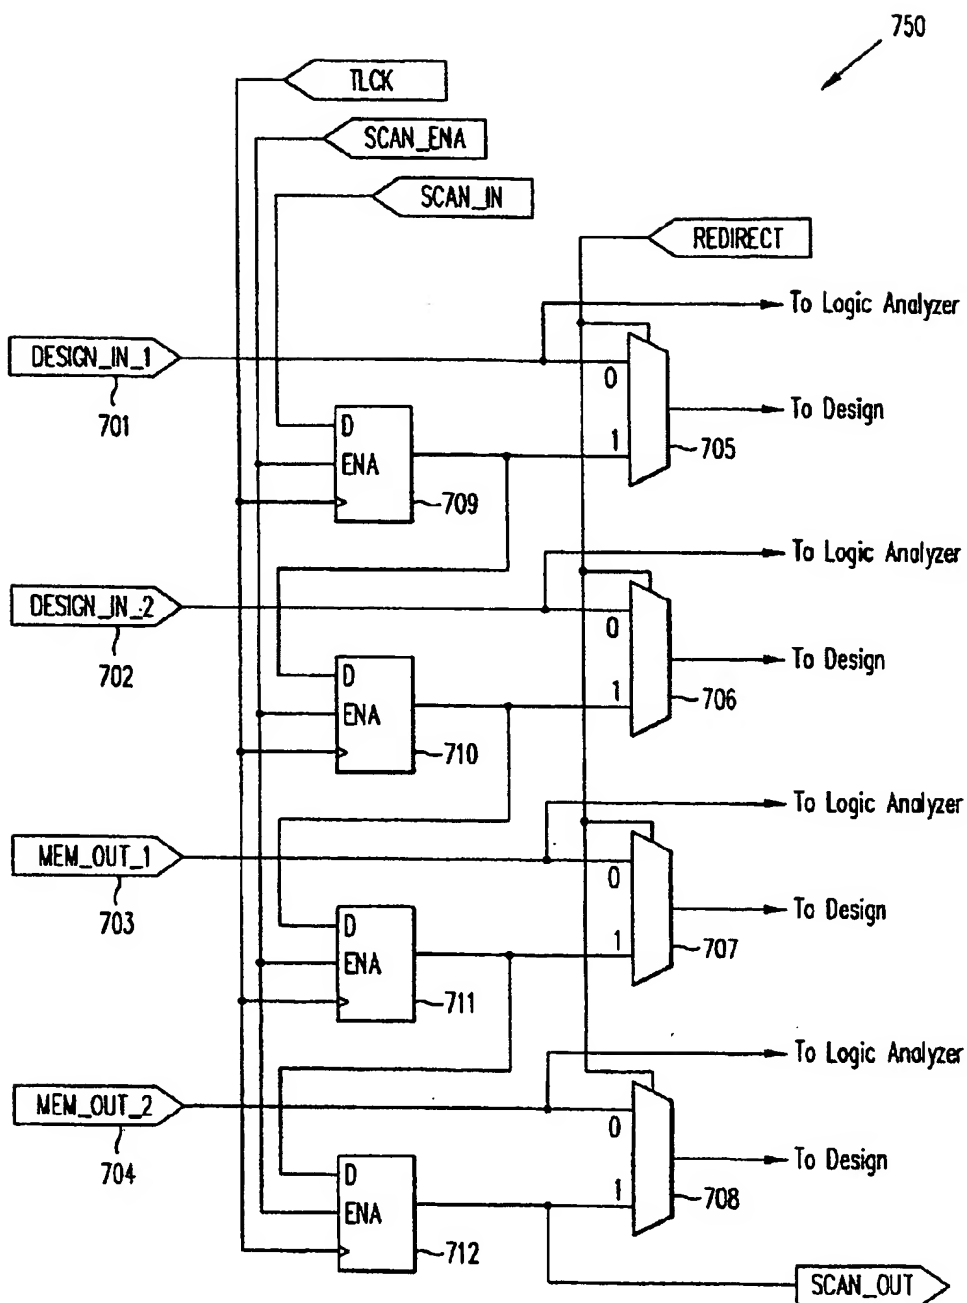 750
TLCK
SCAN_ENA
SCAN_IN
REDIRECT
To Logic Analyzer
DESIGN_IN_1
0
701
To Design
D
1
705
ENA
709
To Logic Analyzer
DESIGN_IN_2
0
702
To Design
D
1
706
ENA
710
To Logic Analyzer
MEM_OUT_1
0
703
To Design
D
1
707
ENA
711
To Logic Analyzer
MEM_OUT_2
0
704
To Design
D
1
708
ENA
712
SCAN_OUT